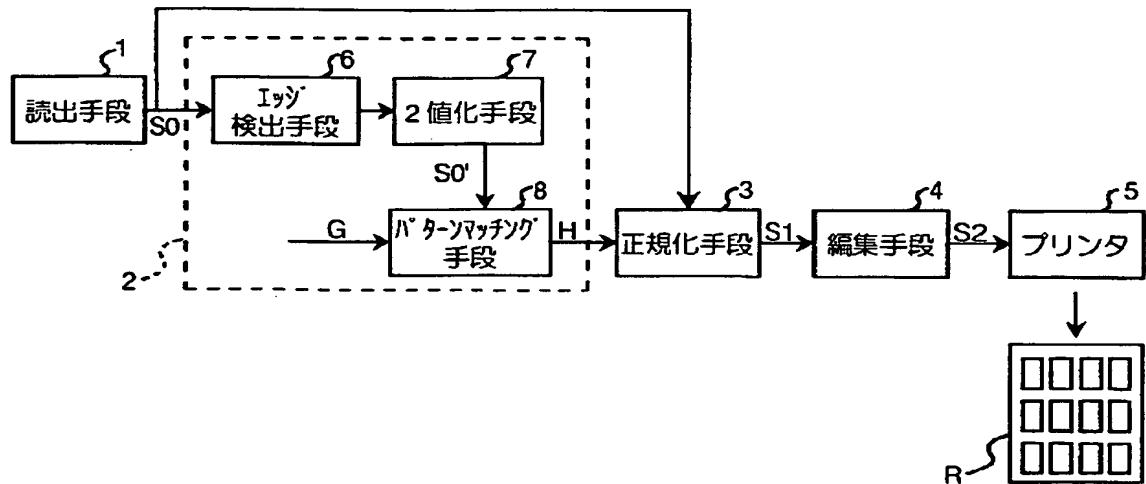 1
読出手段
S0
6
エッジ
検出手段
7
2値化手段
S0'
G
8
パターンマッチング
手段
H
2
3
正規化手段
S1
4
編集手段
S2
5
プリンタ
R